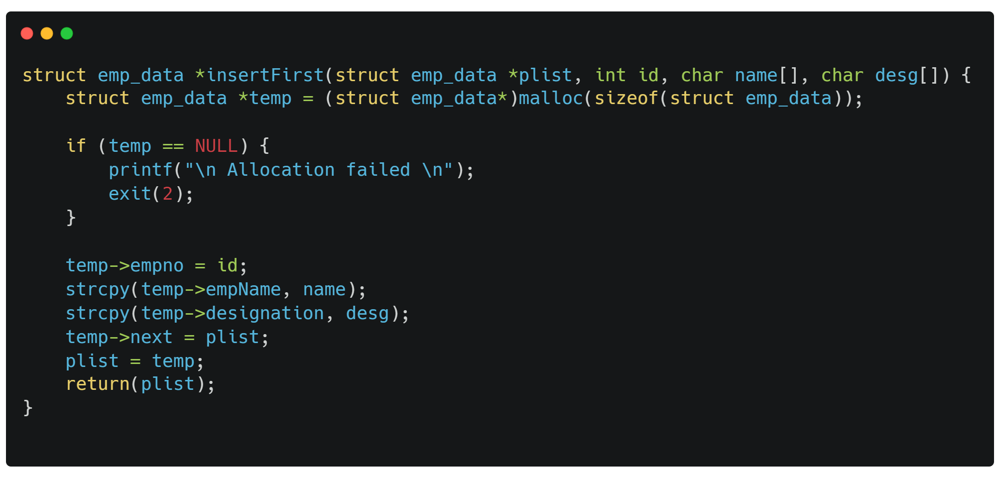 struct emp_data *insertFirst(struct emp_data *plist, int id, char name[], char desg[]) {
    struct emp_data *temp = (struct emp_data*)malloc(sizeof(struct emp_data));

    if (temp == NULL) {
        printf("\n Allocation failed \n");
        exit(2);
    }

    temp->empno = id;
    strcpy(temp->empName, name);
    strcpy(temp->designation, desg);
    temp->next = plist;
    plist = temp;
    return(plist);
}